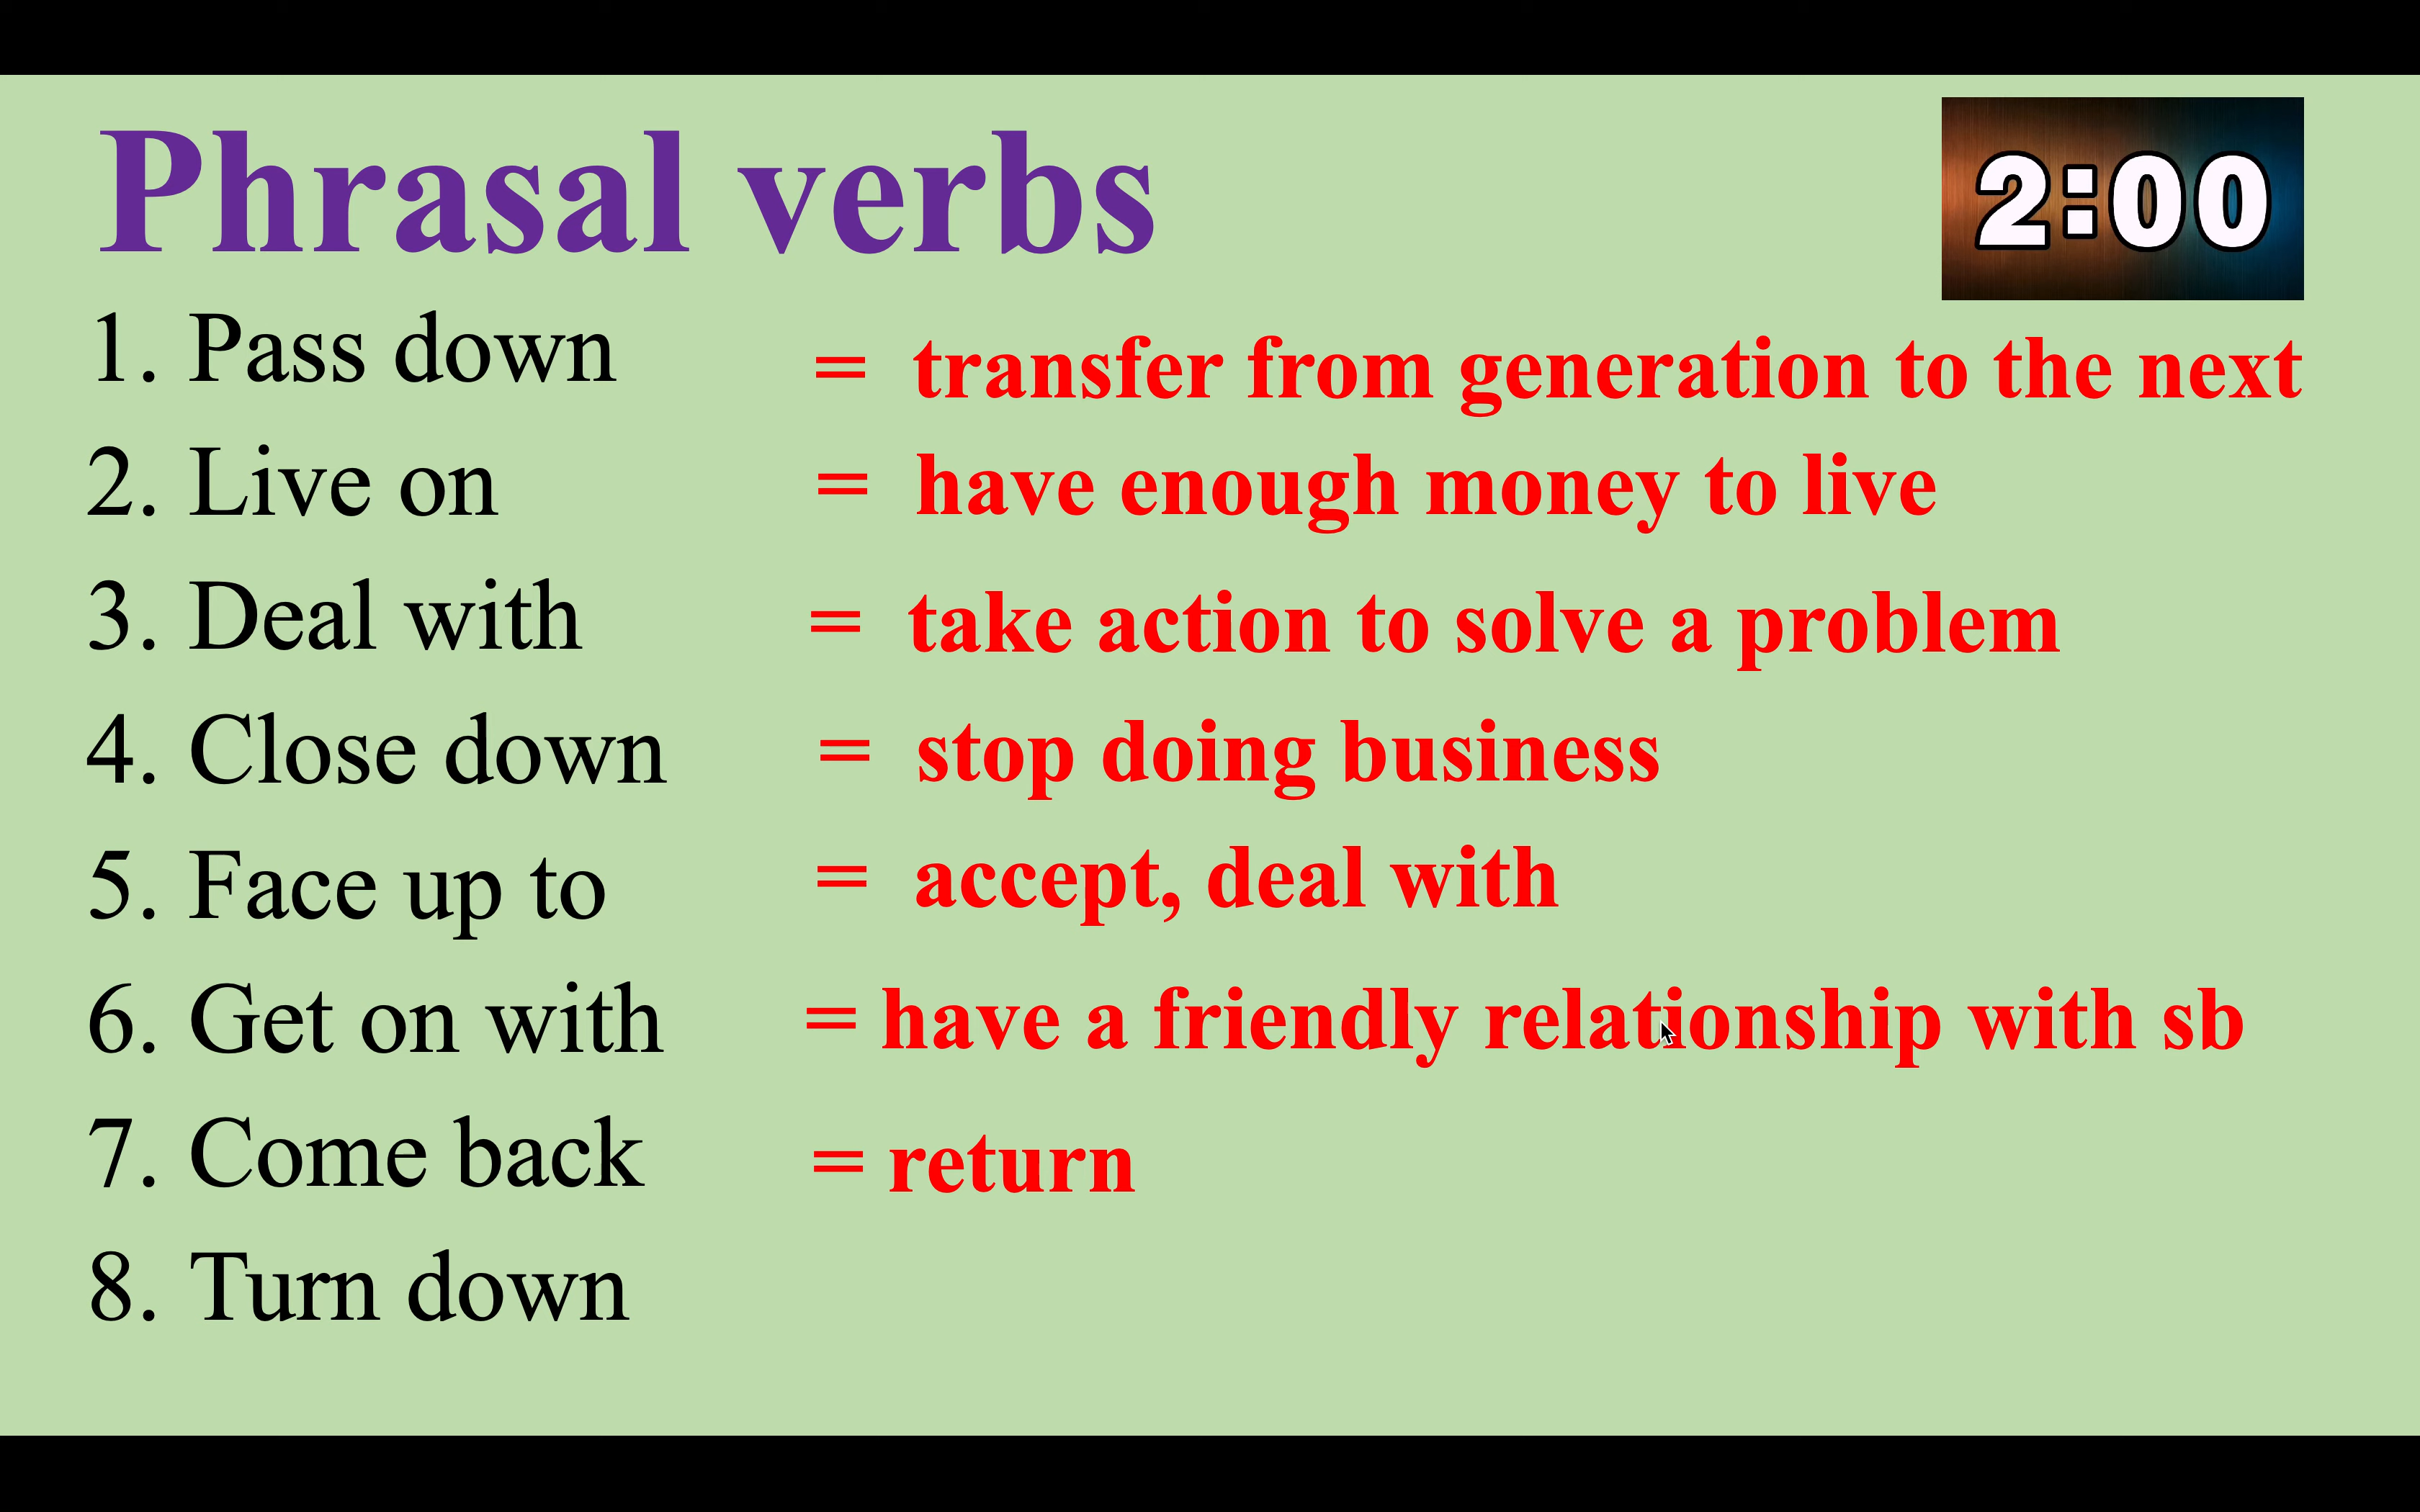 Phrasal verbs
2:00
1. Pass down = transfer from generation to the next
2. Live on = have enough money to live
3. Deal with = take action to solve a problem
4. Close down = stop doing business
5. Face up to = accept, deal with
6. Get on with = have a friendly relationship with sb
7. Come back = return
8. Turn down